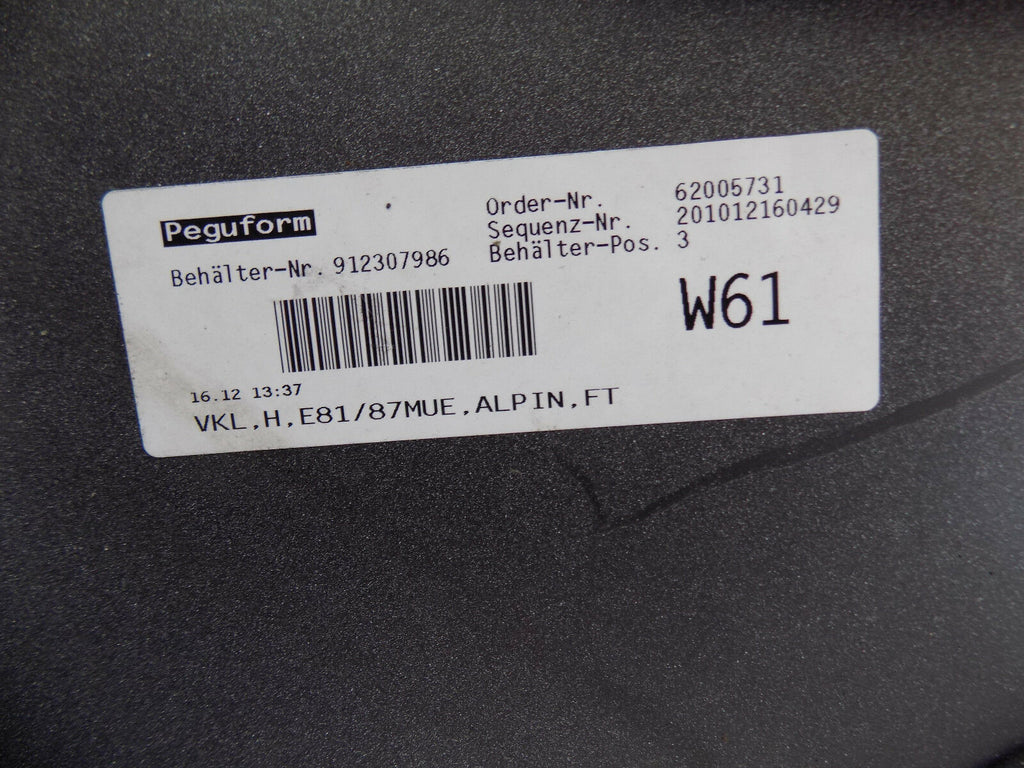 Peguform
Behälter-Nr. 912307986
Order-Nr. 62005731
Sequenz-Nr. 201012160429
Behälter-Pos. 3
W61
16.12 13:37
VKL,H,E81/87MUE,ALPIN,FT